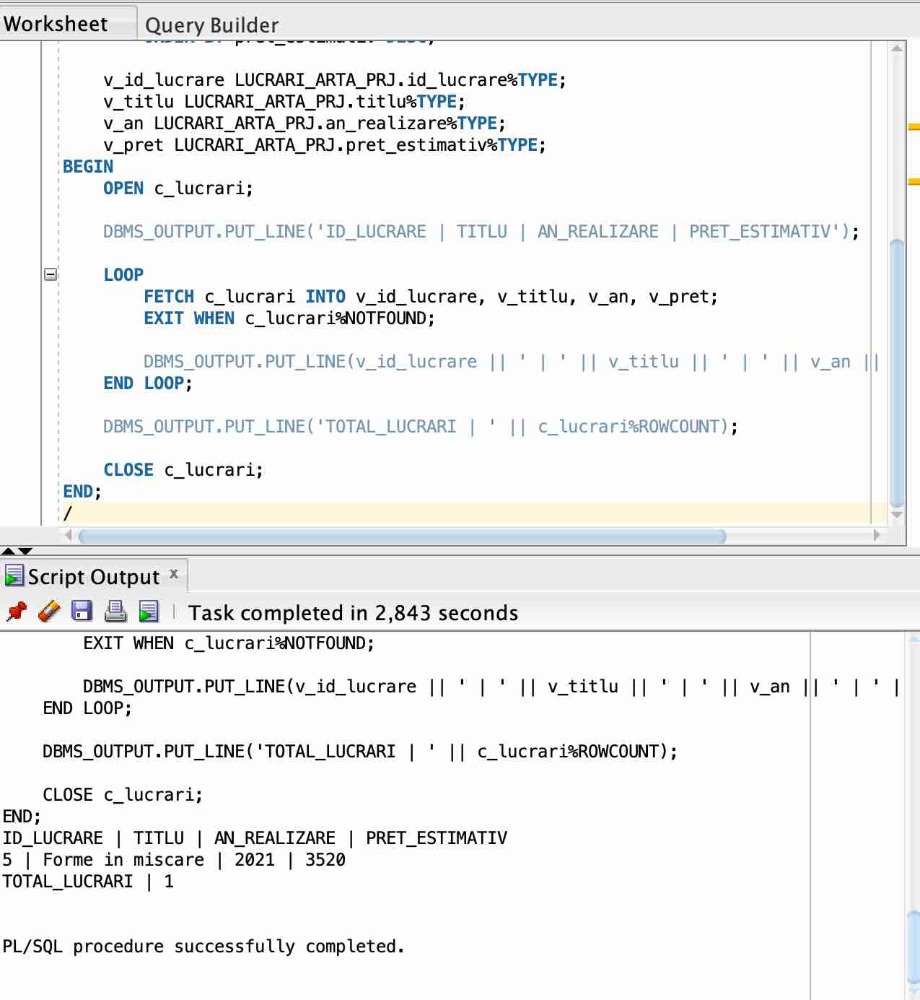 Worksheet Query Builder
v_id_lucrare LUCRARI_ARTA_PRJ.id_lucrare%TYPE;
v_titlu LUCRARI_ARTA_PRJ.titlu%TYPE;
v_an LUCRARI_ARTA_PRJ.an_realizare%TYPE;
v_pret LUCRARI_ARTA_PRJ.pret_estimativ%TYPE;
BEGIN
OPEN c_lucrari;
DBMS_OUTPUT.PUT_LINE('ID_LUCRARE | TITLU | AN_REALIZARE | PRET_ESTIMATIV');
LOOP
FETCH c_lucrari INTO v_id_lucrare, v_titlu, v_an, v_pret;
EXIT WHEN c_lucrari%NOTFOUND;
DBMS_OUTPUT.PUT_LINE(v_id_lucrare || ' | ' || v_titlu || ' | ' || v_an ||
END LOOP;
DBMS_OUTPUT.PUT_LINE('TOTAL_LUCRARI | ' || c_lucrari%ROWCOUNT);
CLOSE c_lucrari;
END;
/
Script Output x
Task completed in 2,843 seconds
EXIT WHEN c_lucrari%NOTFOUND;
DBMS_OUTPUT.PUT_LINE(v_id_lucrare || ' | ' || v_titlu || ' | ' || v_an || ' | ' |
END LOOP;
DBMS_OUTPUT.PUT_LINE('TOTAL_LUCRARI | ' || c_lucrari%ROWCOUNT);
CLOSE c_lucrari;
END;
ID_LUCRARE | TITLU | AN_REALIZARE | PRET_ESTIMATIV
5 | Forme in miscare | 2021 | 3520
TOTAL_LUCRARI | 1
PL/SQL procedure successfully completed.